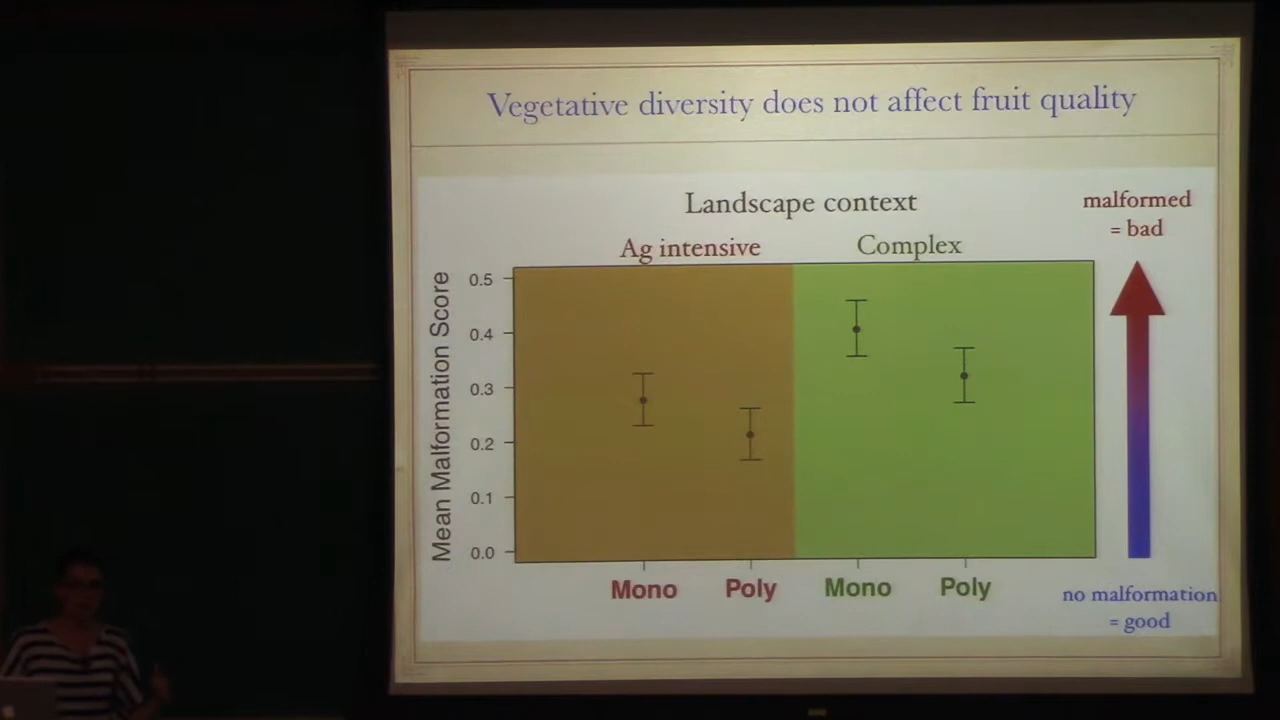 Vegetative diversity does not affect fruit quality
Landscape context
Ag intensive
Complex
malformed
= bad
Mean Malformation Score
0.5
0.4
0.3
0.2
0.1
0.0
Mono
Poly
Mono
Poly
no malformation
= good